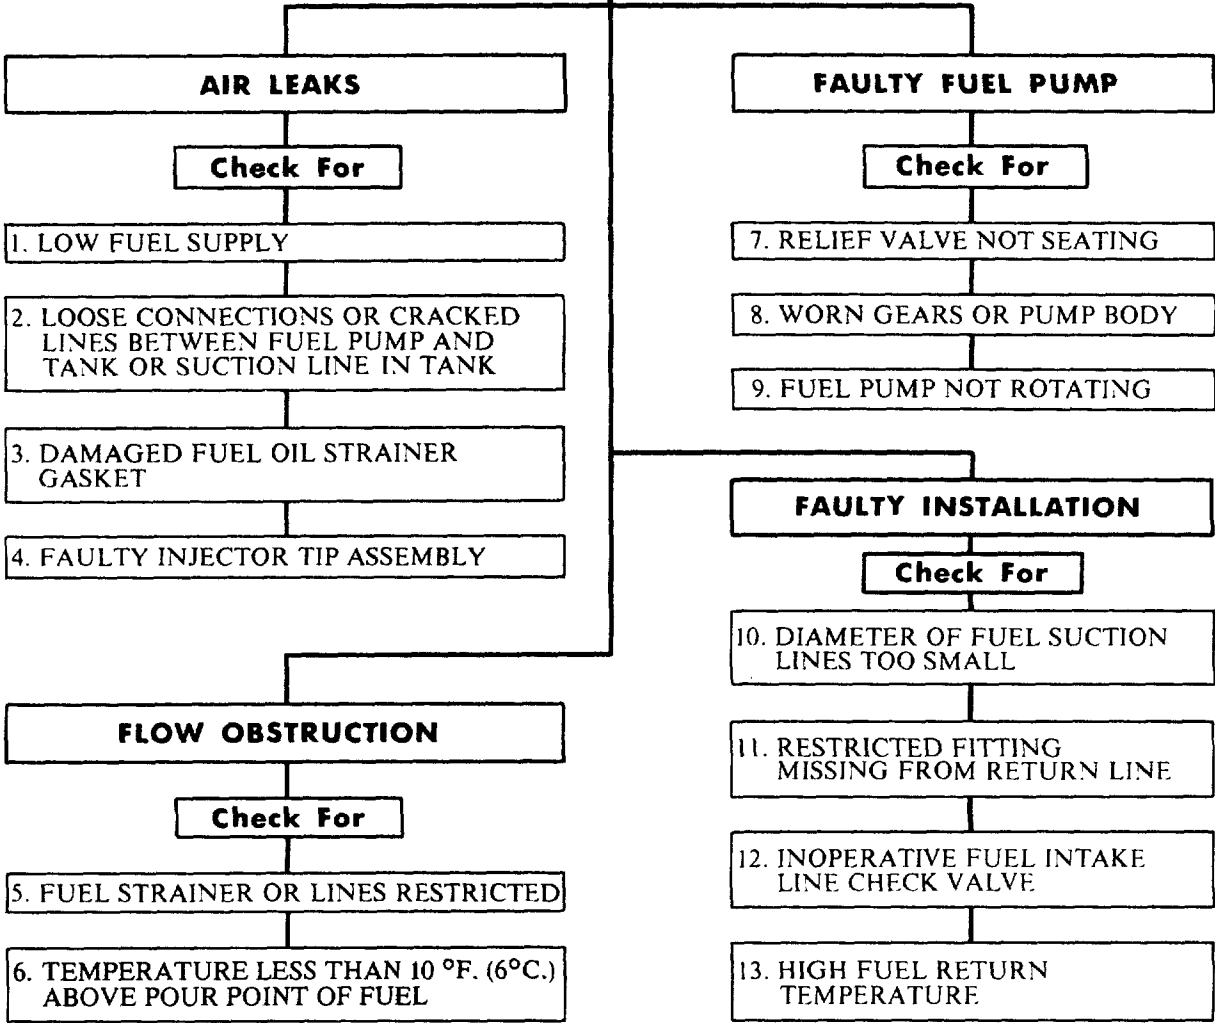 AIR LEAKS
Check For
1. LOW FUEL SUPPLY
2. LOOSE CONNECTIONS OR CRACKED
LINES BETWEEN FUEL PUMP AND
TANK OR SUCTION LINE IN TANK
3. DAMAGED FUEL OIL STRAINER
GASKET
4. FAULTY INJECTOR TIP ASSEMBLY
FLOW OBSTRUCTION
Check For
5. FUEL STRAINER OR LINES RESTRICTED
6. TEMPERATURE LESS THAN 10 °F. (6°C.)
ABOVE POUR POINT OF FUEL
FAULTY FUEL PUMP
Check For
7. RELIEF VALVE NOT SEATING
8. WORN GEARS OR PUMP BODY
9. FUEL PUMP NOT ROTATING
FAULTY INSTALLATION
Check For
10. DIAMETER OF FUEL SUCTION
LINES TOO SMALL
11. RESTRICTED FITTING
MISSING FROM RETURN LINE
12. INOPERATIVE FUEL INTAKE
LINE CHECK VALVE
13. HIGH FUEL RETURN
TEMPERATURE